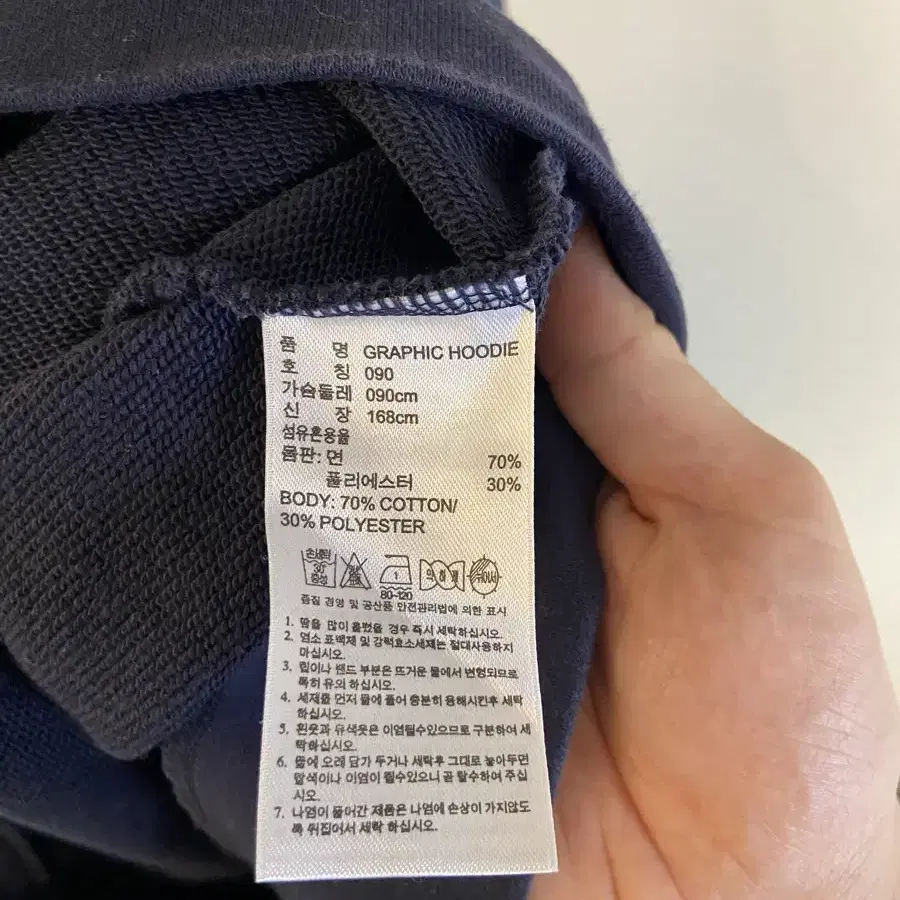 품 명 GRAPHIC HOODIE
호 칭 090
가슴둘레 090cm
신 장 168cm
섬유혼용율
몸판: 면 70%
폴리에스터 30%
BODY: 70% COTTON/
30% POLYESTER
손세탁
30°
중성
1
80-120
약하게
품질 경영 및 공산품 안전관리법에 의한 표시
1. 땀을 많이 흘렸을 경우 즉시 세탁하십시오.
2. 염소 표백제 및 강력효소세제는 절대사용하지
마십시오.
3. 립이나 밴드 부분은 뜨거운 물에서 변형되므로
특히 유의 하십시오.
4. 세제를 먼저 물에 풀어 충분히 용해시킨후 세탁
하십시오.
5. 흰옷과 유색옷은 이염될수있으므로 구분하여 세
탁하십시오.
6. 물에 오래 담가 두거나 세탁후 그대로 놓아두면
탈색이나 이염이 될수있으니 곧 탈수하여 주십
시오.
7. 나염이 들어간 제품은 나염에 손상이 가지않도
록 뒤집어서 세탁 하십시오.